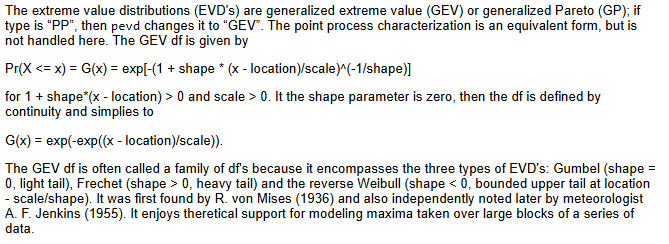 The extreme value distributions (EVD's) are generalized extreme value (GEV) or generalized Pareto (GP); if
type is “PP”, then pevd changes it to “GEV”. The point process characterization is an equivalent form, but is
not handled here. The GEV df is given by
Pr(X <= x) = G(x) = exp[-(1 + shape * (x - location)/scale)^(-1/shape)]
for 1 + shape*(x - location) > 0 and scale > 0. It the shape parameter is zero, then the df is defined by
continuity and simplies to
G(x) = exp(-exp((x - location)/scale)).
The GEV df is often called a family of df's because it encompasses the three types of EVD's: Gumbel (shape =
0, light tail), Frechet (shape > 0, heavy tail) and the reverse Weibull (shape < 0, bounded upper tail at location
- scale/shape). It was first found by R. von Mises (1936) and also independently noted later by meteorologist
A. F. Jenkins (1955). It enjoys theretical support for modeling maxima taken over large blocks of a series of
data.